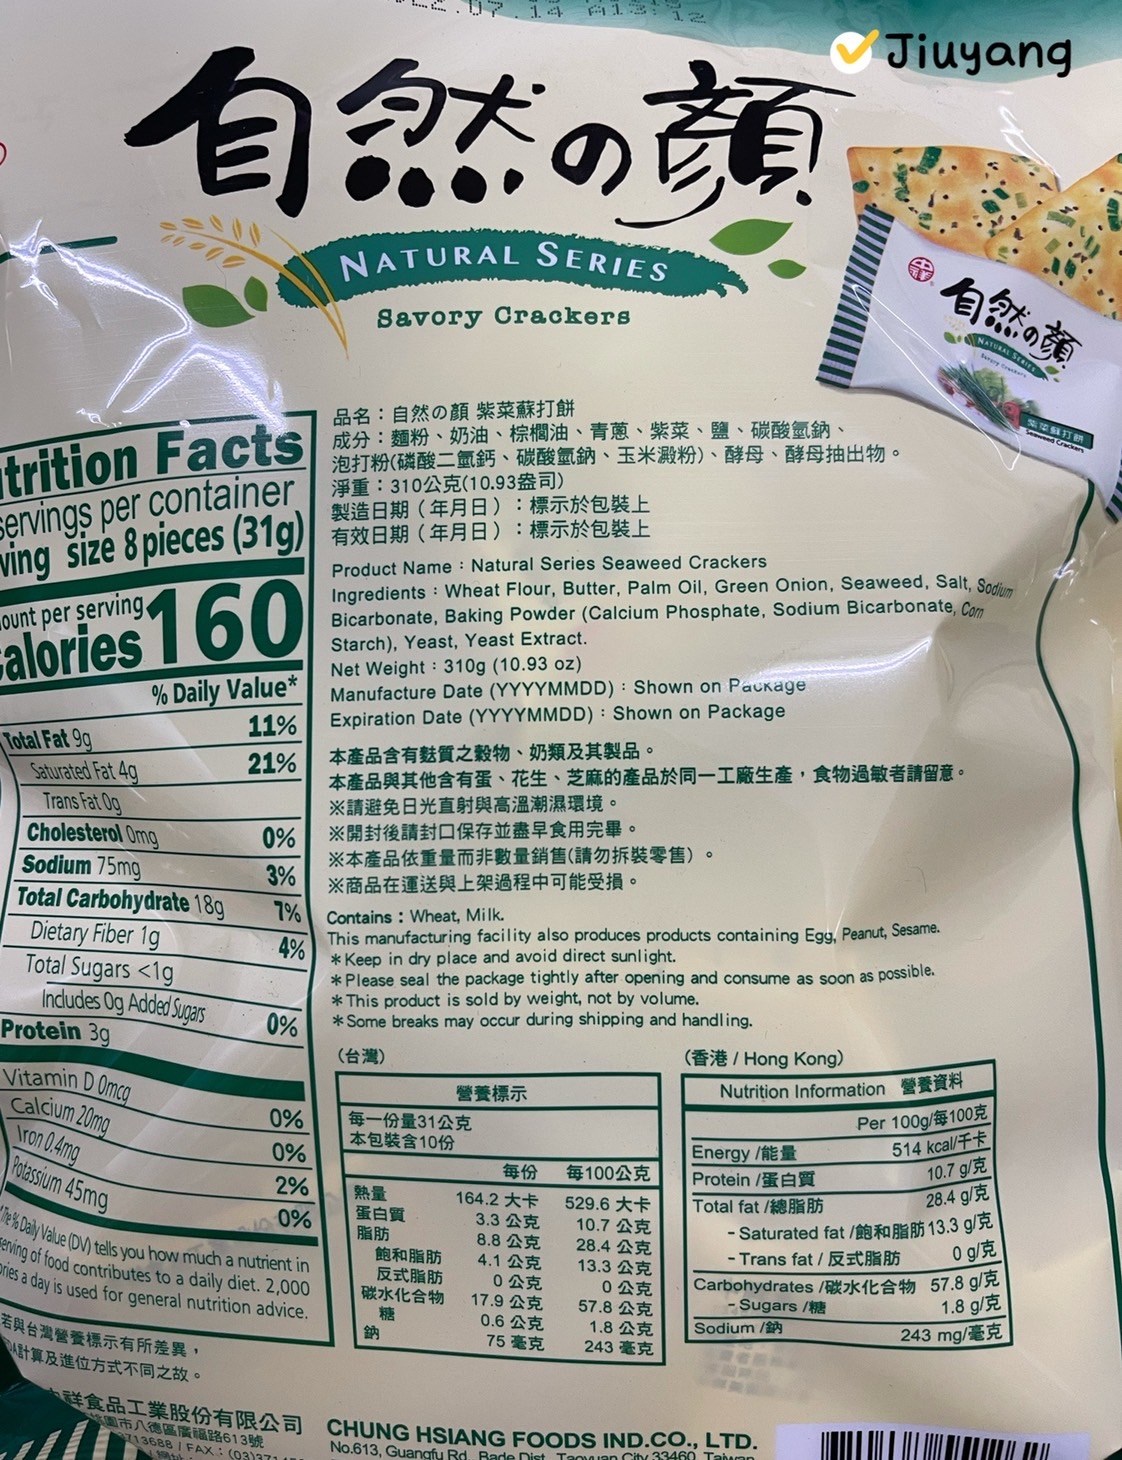 Jiuyang
自然の顔
NATURAL SERIES
Savory Crackers
自然の顔
NATURAL SERIES
Savory Crackers
紫菜蘇打餅
Seaweed Crackers
trition Facts
servings per container
ving size 8 pieces (31g)
ount per serving
alories 160
% Daily Value*
Total Fat 9g 11%
Saturated Fat 4g 21%
Trans Fat 0g
Cholesterol 0mg 0%
Sodium 75mg 3%
Total Carbohydrate 18g 7%
Dietary Fiber 1g 4%
Total Sugars <1g
Includes 0g Added Sugars 0%
Protein 3g
Vitamin D 0mcg 0%
Calcium 20mg 0%
Iron 0.4mg 2%
Potassium 45mg 0%
*The % Daily Value (DV) tells you how much a nutrient in
erving of food contributes to a daily diet. 2,000
ories a day is used for general nutrition advice.
若與台灣營養標示有所差異，
計算及進位方式不同之故。
品名：自然の顏 紫菜蘇打餅
成分：麵粉、奶油、棕櫚油、青蔥、紫菜、鹽、碳酸氫鈉、
泡打粉(磷酸二氫鈣、碳酸氫鈉、玉米澱粉)、酵母、酵母抽出物。
淨重：310公克(10.93盎司)
製造日期（年月日）：標示於包裝上
有效日期（年月日）：標示於包裝上
Product Name：Natural Series Seaweed Crackers
Ingredients：Wheat Flour, Butter, Palm Oil, Green Onion, Seaweed, Salt, Sodium
Bicarbonate, Baking Powder (Calcium Phosphate, Sodium Bicarbonate, Corn
Starch), Yeast, Yeast Extract.
Net Weight：310g (10.93 oz)
Manufacture Date (YYYYMMDD)：Shown on Package
Expiration Date (YYYYMMDD)：Shown on Package
本產品含有麩質之穀物、奶類及其製品。
本產品與其他含有蛋、花生、芝麻的產品於同一工廠生產，食物過敏者請留意。
※請避免日光直射與高溫潮濕環境。
※開封後請封口保存並盡早食用完畢。
※本產品依重量而非數量銷售(請勿拆裝零售)。
※商品在運送與上架過程中可能受損。
Contains：Wheat, Milk.
This manufacturing facility also produces products containing Egg, Peanut, Sesame.
*Keep in dry place and avoid direct sunlight.
*Please seal the package tightly after opening and consume as soon as possible.
*This product is sold by weight, not by volume.
*Some breaks may occur during shipping and handling.
（台灣）
營養標示
每一份量31公克
本包裝含10份
每份 每100公克
熱量 164.2 大卡 529.6 大卡
蛋白質 3.3 公克 10.7 公克
脂肪 8.8 公克 28.4 公克
飽和脂肪 4.1 公克 13.3 公克
反式脂肪 0 公克 0 公克
碳水化合物 17.9 公克 57.8 公克
糖 0.6 公克 1.8 公克
鈉 75 毫克 243 毫克
（香港 / Hong Kong）
Nutrition Information 營養資料
Per 100g/每100克
Energy /能量 514 kcal/千卡
Protein /蛋白質 10.7 g/克
Total fat /總脂肪 28.4 g/克
- Saturated fat /飽和脂肪 13.3 g/克
- Trans fat / 反式脂肪 0 g/克
Carbohydrates /碳水化合物 57.8 g/克
- Sugars /糖 1.8 g/克
Sodium /鈉 243 mg/毫克
祥食品工業股份有限公司
園市八德區廣福路613號
713688 / FAX：(03)371
CHUNG HSIANG FOODS IND.CO., LTD.
No.613, Guangfu Rd., Bade Dist., Taoyuan City 33460, Taiwan